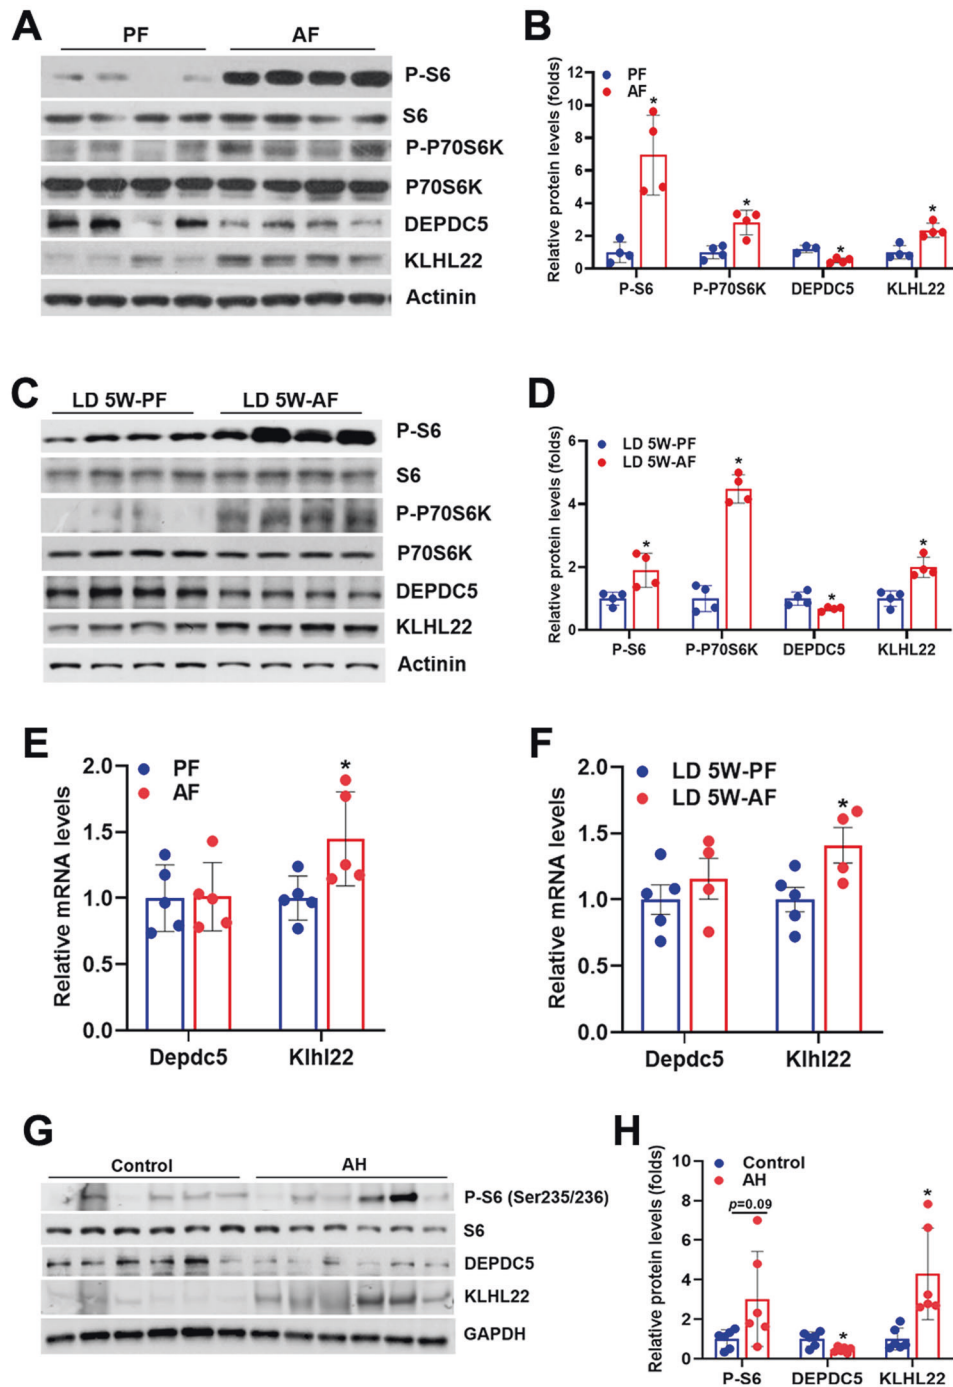 A
PF AF
P-S6
S6
P-P70S6K
P70S6K
DEPDC5
KLHL22
Actinin
B
Relative protein levels (folds)
12
10
8
6
4
2
0
PF
AF
*
*
*
*
P-S6 P-P70S6K DEPDC5 KLHL22
C
LD 5W-PF LD 5W-AF
P-S6
S6
P-P70S6K
P70S6K
DEPDC5
KLHL22
Actinin
D
Relative protein levels (folds)
6
4
2
0
LD 5W-PF
LD 5W-AF
*
*
*
*
P-S6 P-P70S6K DEPDC5 KLHL22
E
Relative mRNA levels
2.0
1.5
1.0
0.5
0.0
PF
AF
*
Depdc5 Klhl22
F
Relative mRNA levels
2.0
1.5
1.0
0.5
0.0
LD 5W-PF
LD 5W-AF
*
Depdc5 Klhl22
G
Control AH
P-S6 (Ser235/236)
S6
DEPDC5
KLHL22
GAPDH
H
Relative protein levels (folds)
10
8
6
4
2
0
Control
AH
p=0.09
*
*
P-S6 DEPDC5 KLHL22